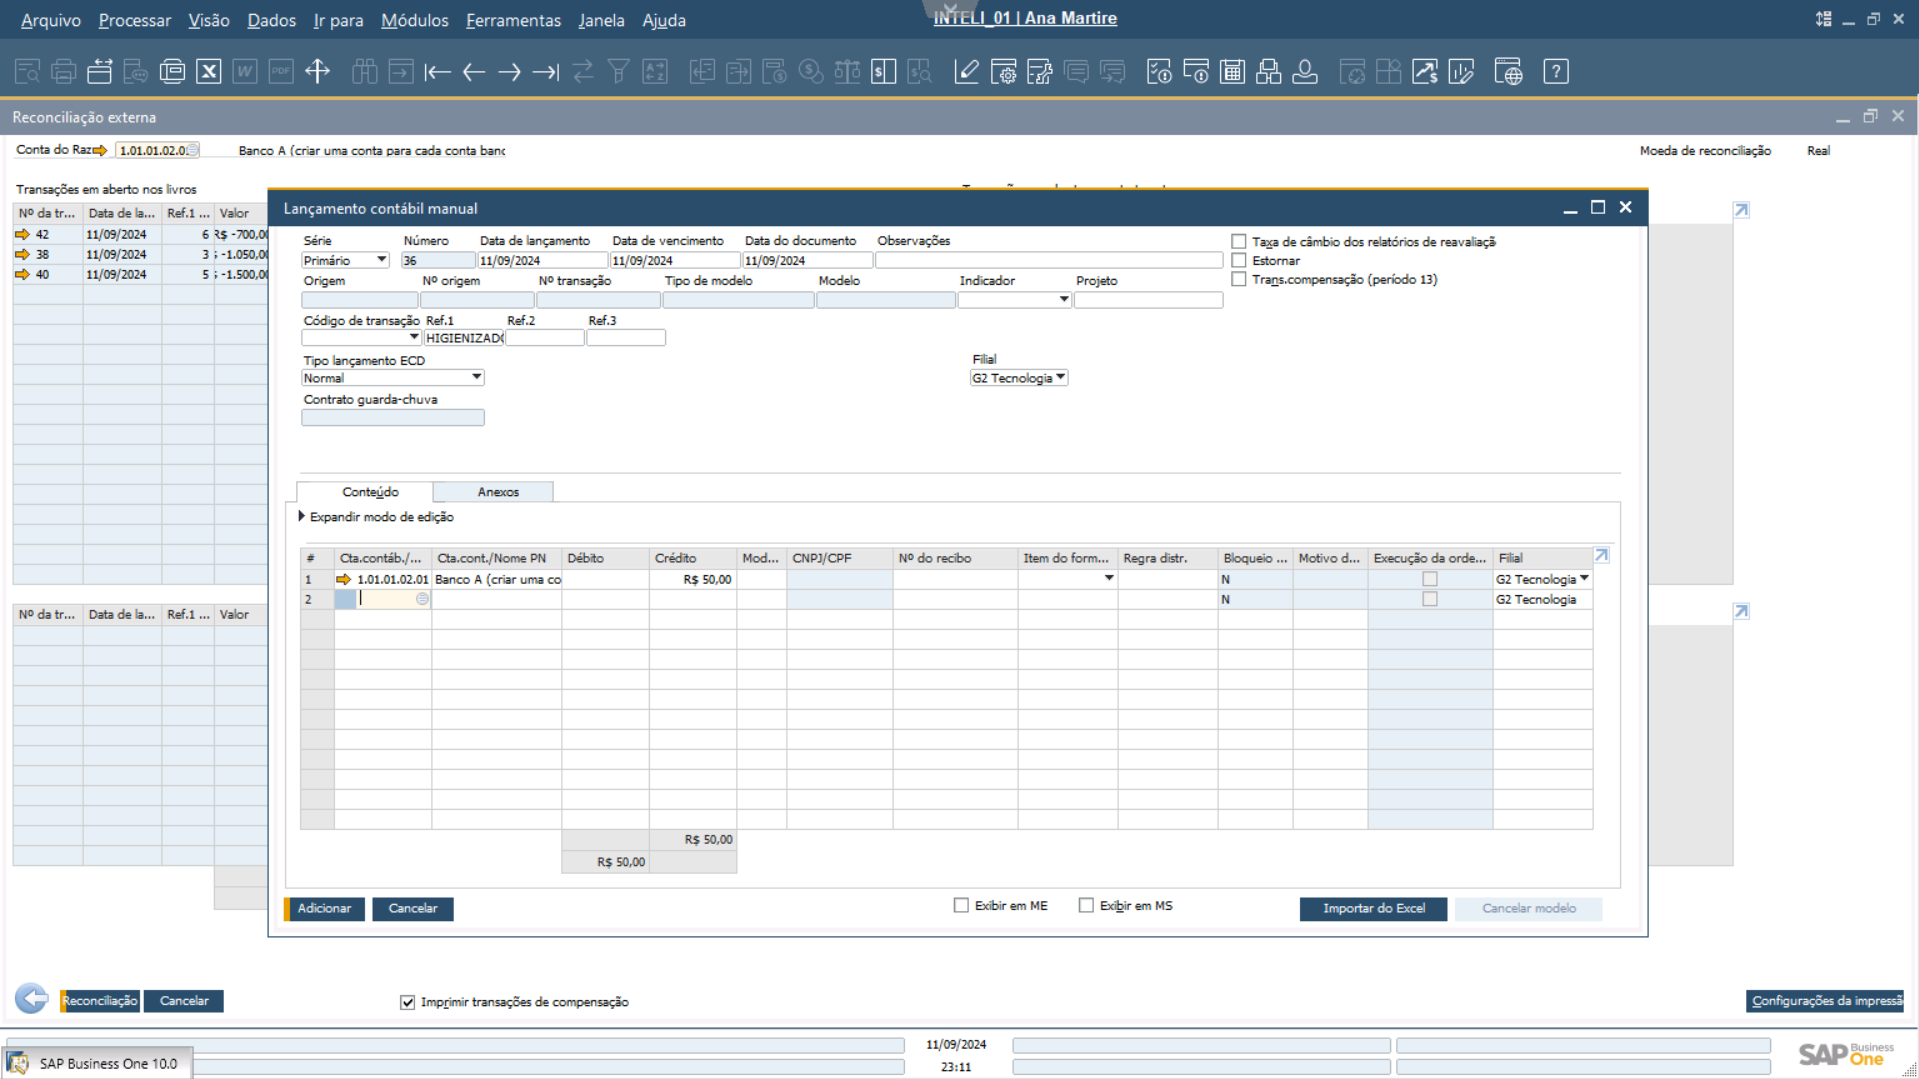 Arquivo Processar Visão Dados Ir para Módulos Ferramentas Janela Ajuda
INTELI_01 | Ana Martire
Reconciliação externa
Conta do Raz 1.01.01.02.0 Banco A (criar uma conta para cada conta banc
Moeda de reconciliação Real
Transações em aberto nos livros
Nº da tr... Data de la... Ref.1 ... Valor
42 11/09/2024 6 R$ -700,00
38 11/09/2024 3 -1.050,00
40 11/09/2024 5 -1.500,00
Nº da tr... Data de la... Ref.1 ... Valor
Lançamento contábil manual
Série Número Data de lançamento Data de vencimento Data do documento Observações
Primário 36 11/09/2024 11/09/2024 11/09/2024
Taxa de câmbio dos relatórios de reavaliaçã
Estornar
Trans.compensação (período 13)
Origem Nº origem Nº transação Tipo de modelo Modelo Indicador Projeto
Código de transação Ref.1 Ref.2 Ref.3
HIGIENIZAD
Tipo lançamento ECD
Normal
Filial
G2 Tecnologia
Contrato guarda-chuva
Conteúdo Anexos
Expandir modo de edição
# Cta.contáb./... Cta.cont./Nome PN Débito Crédito Mod... CNPJ/CPF Nº do recibo Item do form... Regra distr. Bloqueio ... Motivo d... Execução da orde... Filial
1 1.01.01.02.01 Banco A (criar uma co R$ 50,00 N G2 Tecnologia
2 N G2 Tecnologia
R$ 50,00
R$ 50,00
Adicionar Cancelar
Exibir em ME Exibir em MS
Importar do Excel Cancelar modelo
Reconciliação Cancelar
Imprimir transações de compensação
Configurações da impressã
SAP Business One 10.0
11/09/2024
23:11
SAP Business One